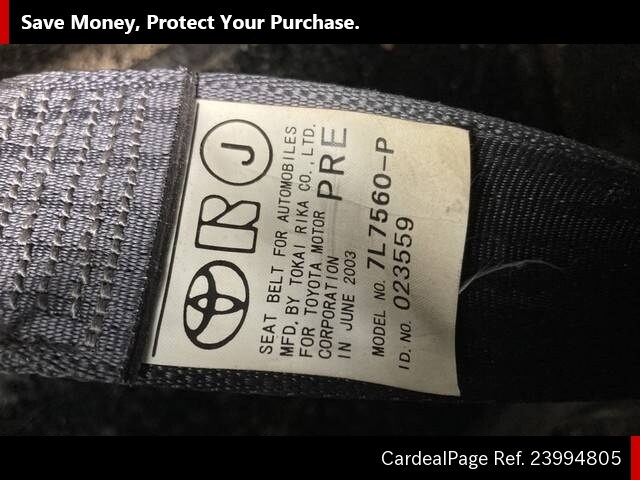 Save Money, Protect Your Purchase.
J
R
SEAT BELT FOR AUTOMOBILES
MFD, BY TOKAI RIKA CO., LTD.
FOR TOYOTA MOTOR
CORPORATION
IN JUNE 2003
PRE
MODEL NO. 7L7560-P
ID. NO. 023559
CardealPage Ref. 23994805